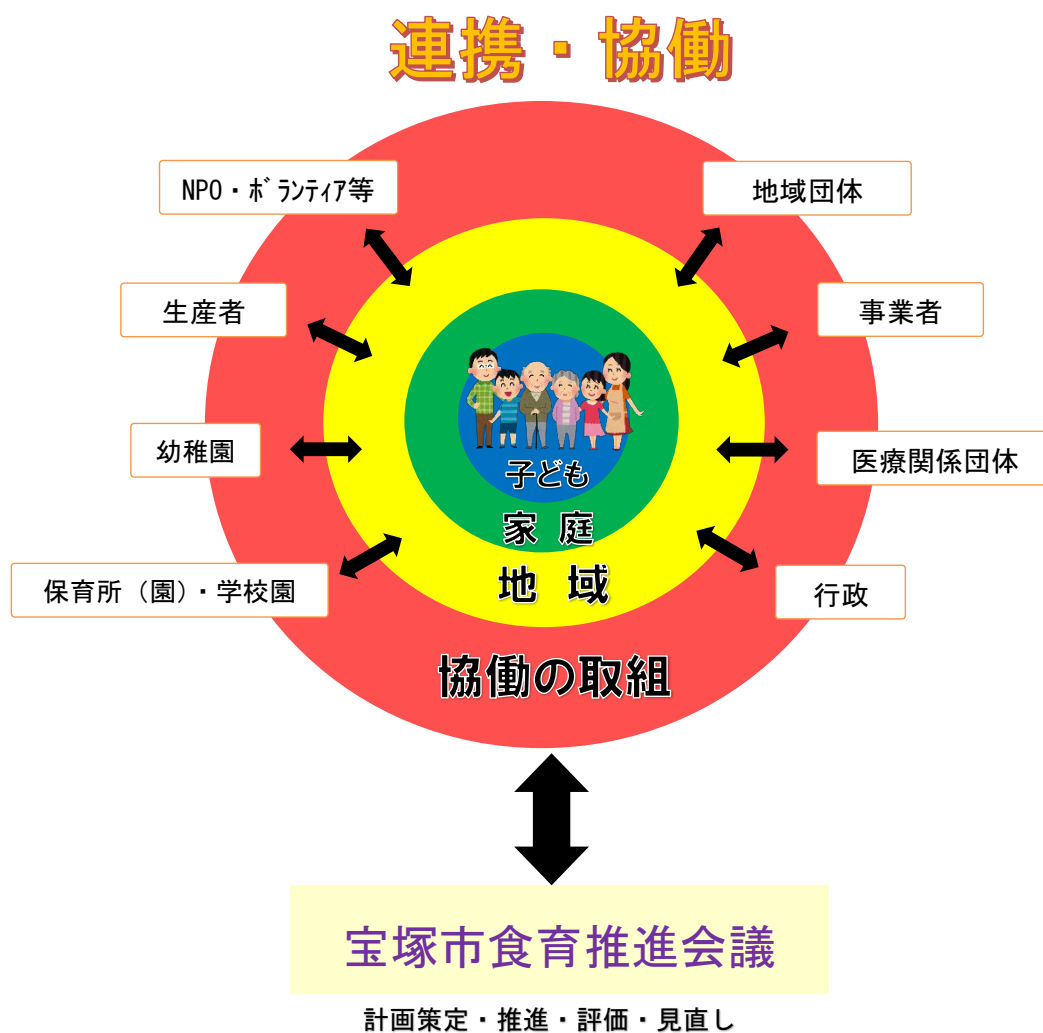 連携・協働
NPO・ボランティア等
地域団体
生産者
事業者
幼稚園
医療関係団体
保育所（園）・学校園
行政
子ども
家庭
地域
協働の取組
宝塚市食育推進会議
計画策定・推進・評価・見直し